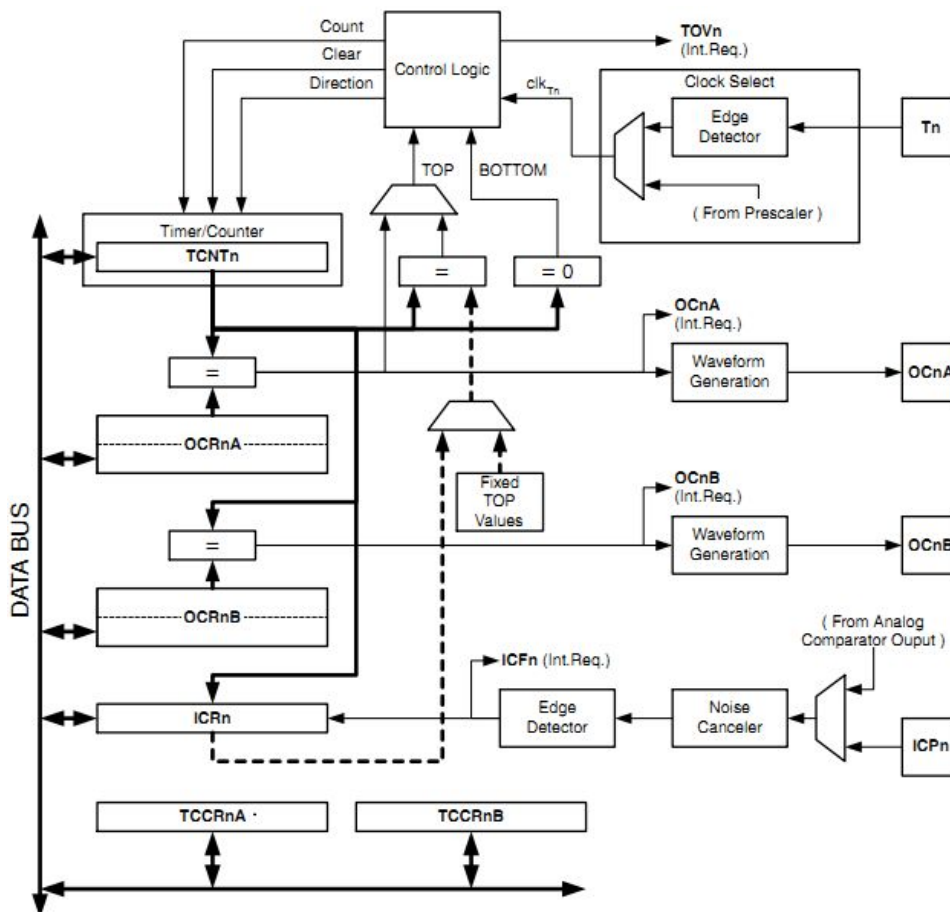 Count
Clear
Direction
Control Logic
TOVn
(Int.Req.)
clkTn
Clock Select
Edge
Detector
Tn
( From Prescaler )
TOP
BOTTOM
Timer/Counter
TCNTn
=
= 0
OCnA
(Int.Req.)
=
Waveform
Generation
OCnA
OCRnA
Fixed
TOP
Values
OCnB
(Int.Req.)
=
Waveform
Generation
OCnB
OCRnB
DATA BUS
( From Analog
Comparator Ouput )
ICFn (Int.Req.)
ICRn
Edge
Detector
Noise
Canceler
ICPn
TCCRnA
TCCRnB